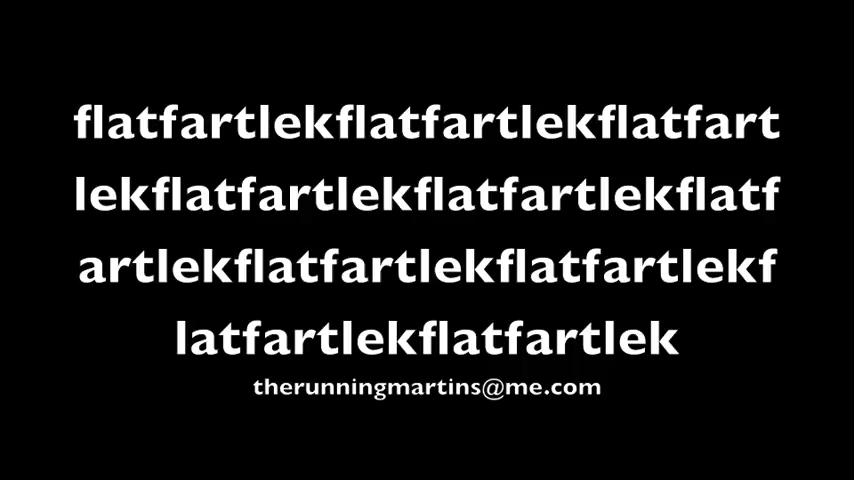 flatfartlekflatfartlekflatfart
lekflatfartlekflatfartlekflatf
artlekflatfartlekflatfartlekf
latfartlekflatfartlek
therunningmartins@me.com